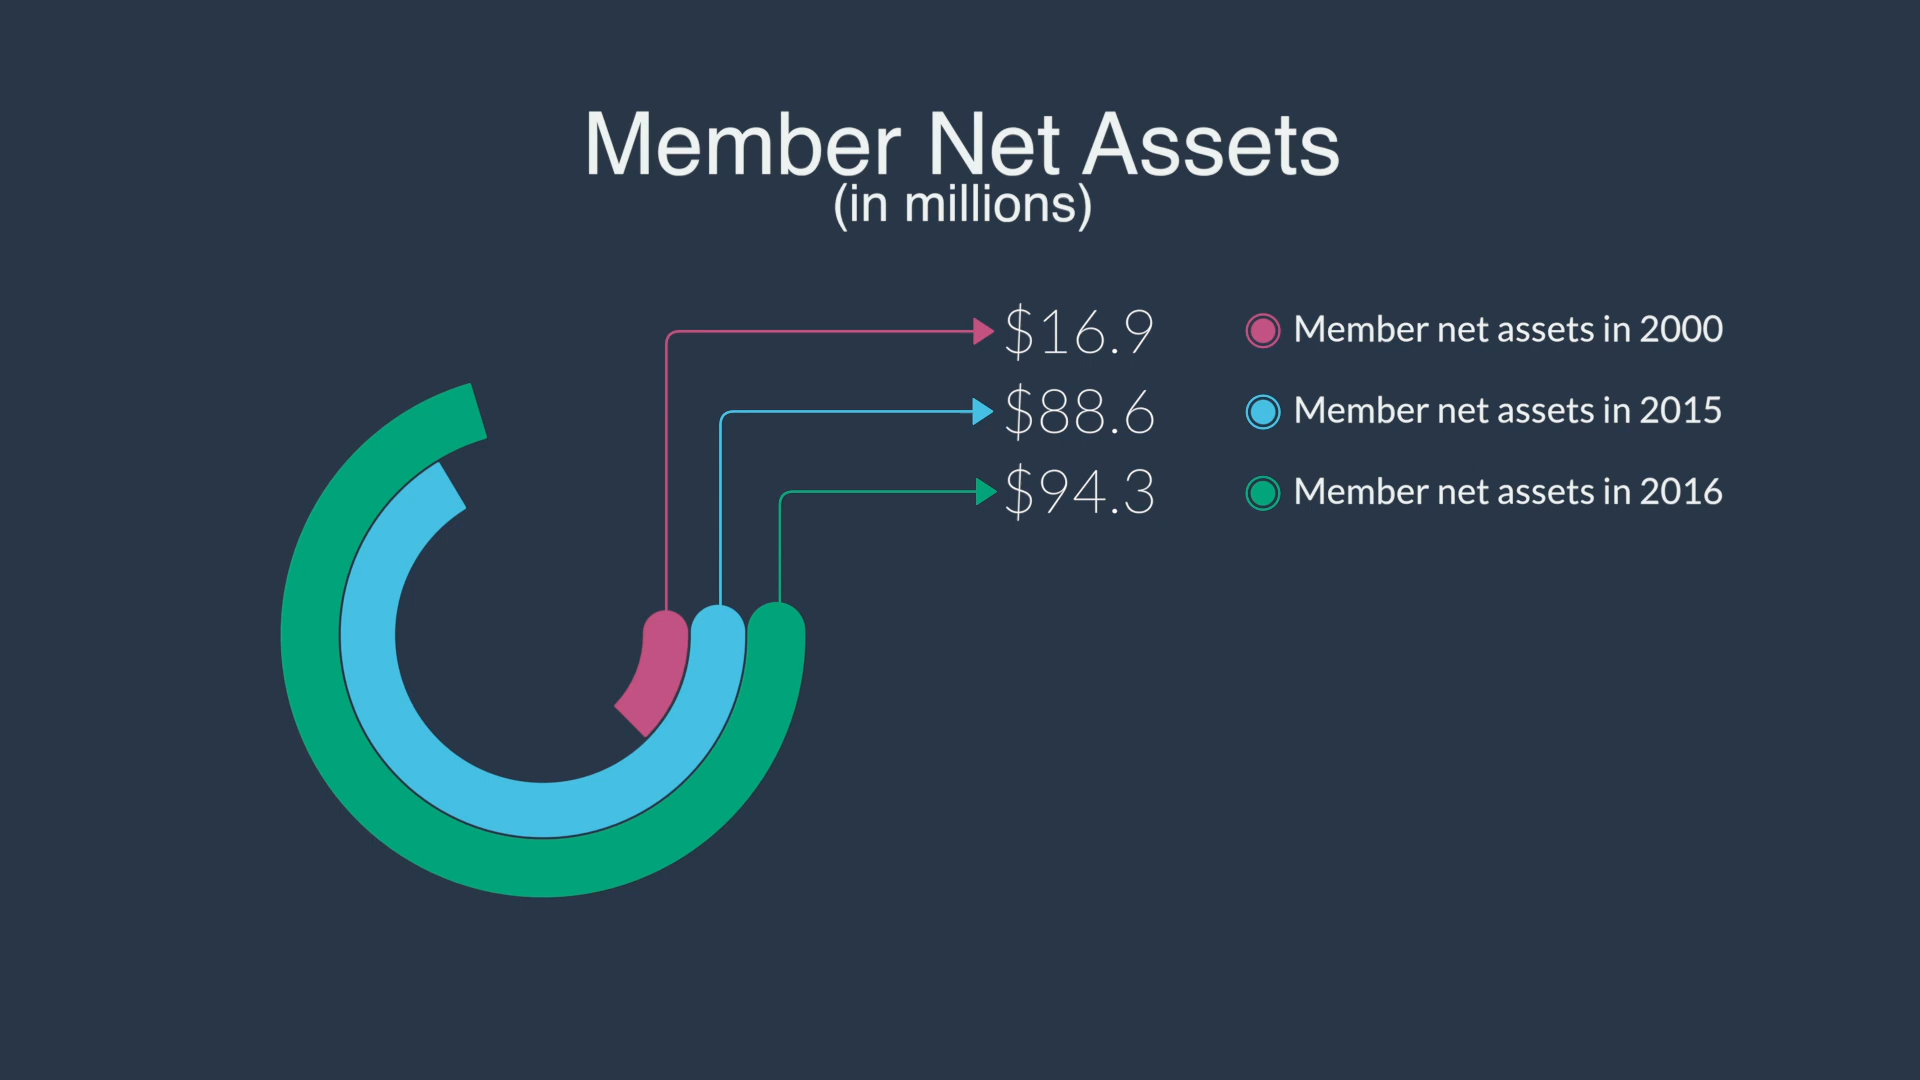 Member Net Assets
(in millions)
$16.9 Member net assets in 2000
$88.6 Member net assets in 2015
$94.3 Member net assets in 2016